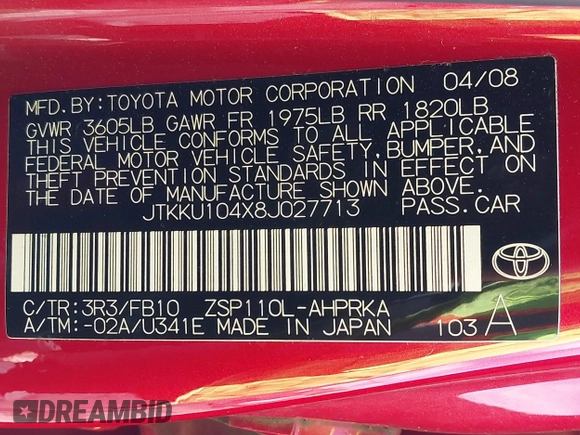 MFD.BY:TOYOTA MOTOR CORPORATION 04/08
GVWR 3605LB GAWR FR 1975LB RR 1820LB
THIS VEHICLE CONFORMS TO ALL APPLICABLE
FEDERAL MOTOR VEHICLE SAFETY,BUMPER,AND
THEFT PREVENTION STANDARDS IN EFFECT ON
THE DATE OF MANUFACTURE SHOWN ABOVE.
JTKKU104X8J027713 PASS.CAR
C/TR:3R3/FB10 ZSP110L-AHPRKA
A/TM:-02A/U341E MADE IN JAPAN 103 A
DREAMBID